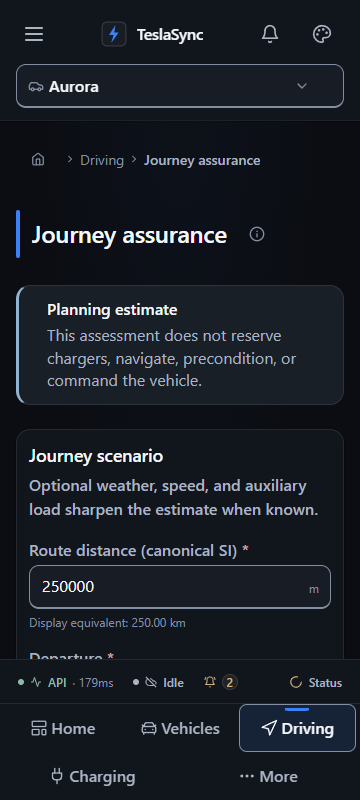 TeslaSync
Aurora
Driving
Journey assurance
Journey assurance
Planning estimate
This assessment does not reserve
chargers, navigate, precondition, or
command the vehicle.
Journey scenario
Optional weather, speed, and auxiliary
load sharpen the estimate when known.
Route distance (canonical SI) *
250000
m
Display equivalent: 250.00 km
Departure *
API · 179ms
Idle
2
Status
Home
Vehicles
Driving
Charging
More